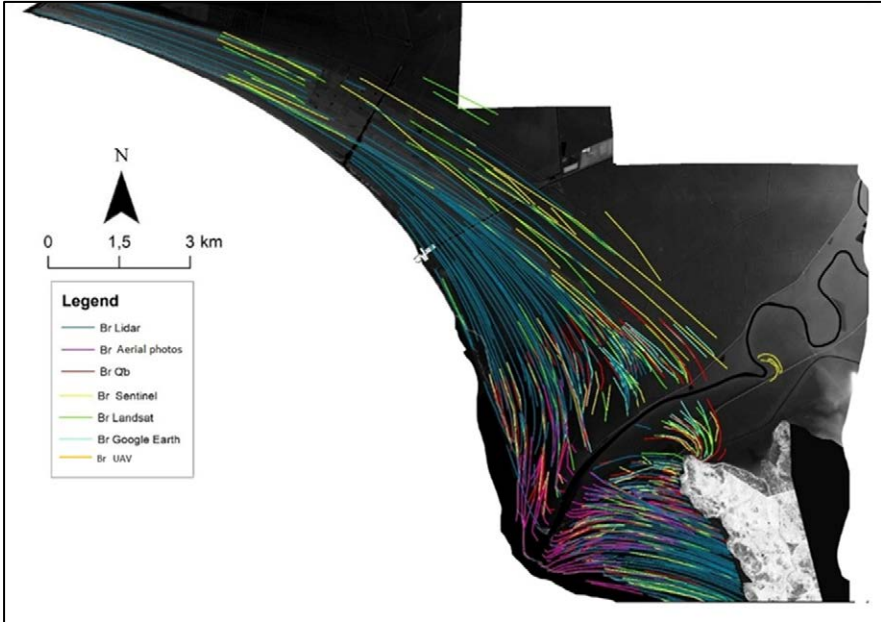 N
0 1,5 3 km
Legend
Br Lidar
Br Aerial photos
Br Qb
Br Sentinel
Br Landsat
Br Google Earth
Br UAV